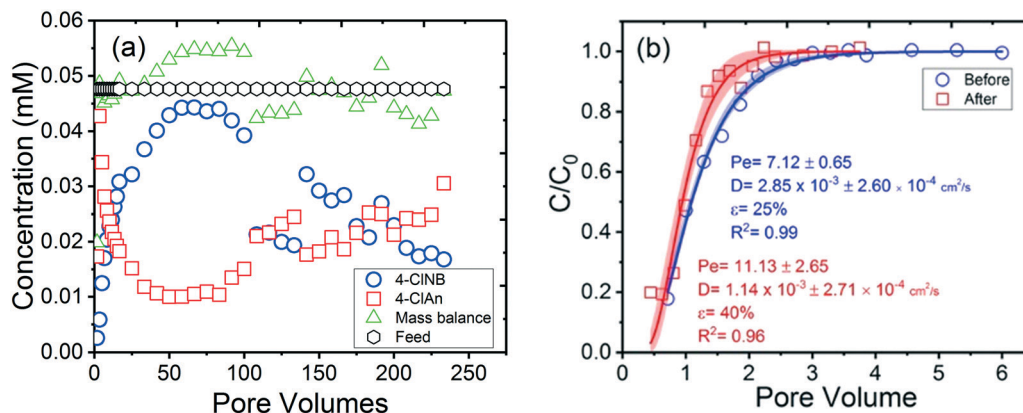 (a)
Concentration (mM)
0.06
0.05
0.04
0.03
0.02
0.01
0.00
4-ClNB
4-ClAn
Mass balance
Feed
0 50 100 150 200 250
Pore Volumes
(b)
C/C0
1.0
0.8
0.6
0.4
0.2
0.0
Before
After
Pe= 7.12 ± 0.65
D= 2.85 x 10⁻³ ± 2.60 × 10⁻⁴ cm²/s
ε= 25%
R²= 0.99
Pe= 11.13 ± 2.65
D= 1.14 x 10⁻³ ± 2.71 × 10⁻⁴ cm²/s
ε= 40%
R²= 0.96
0 1 2 3 4 5 6
Pore Volume